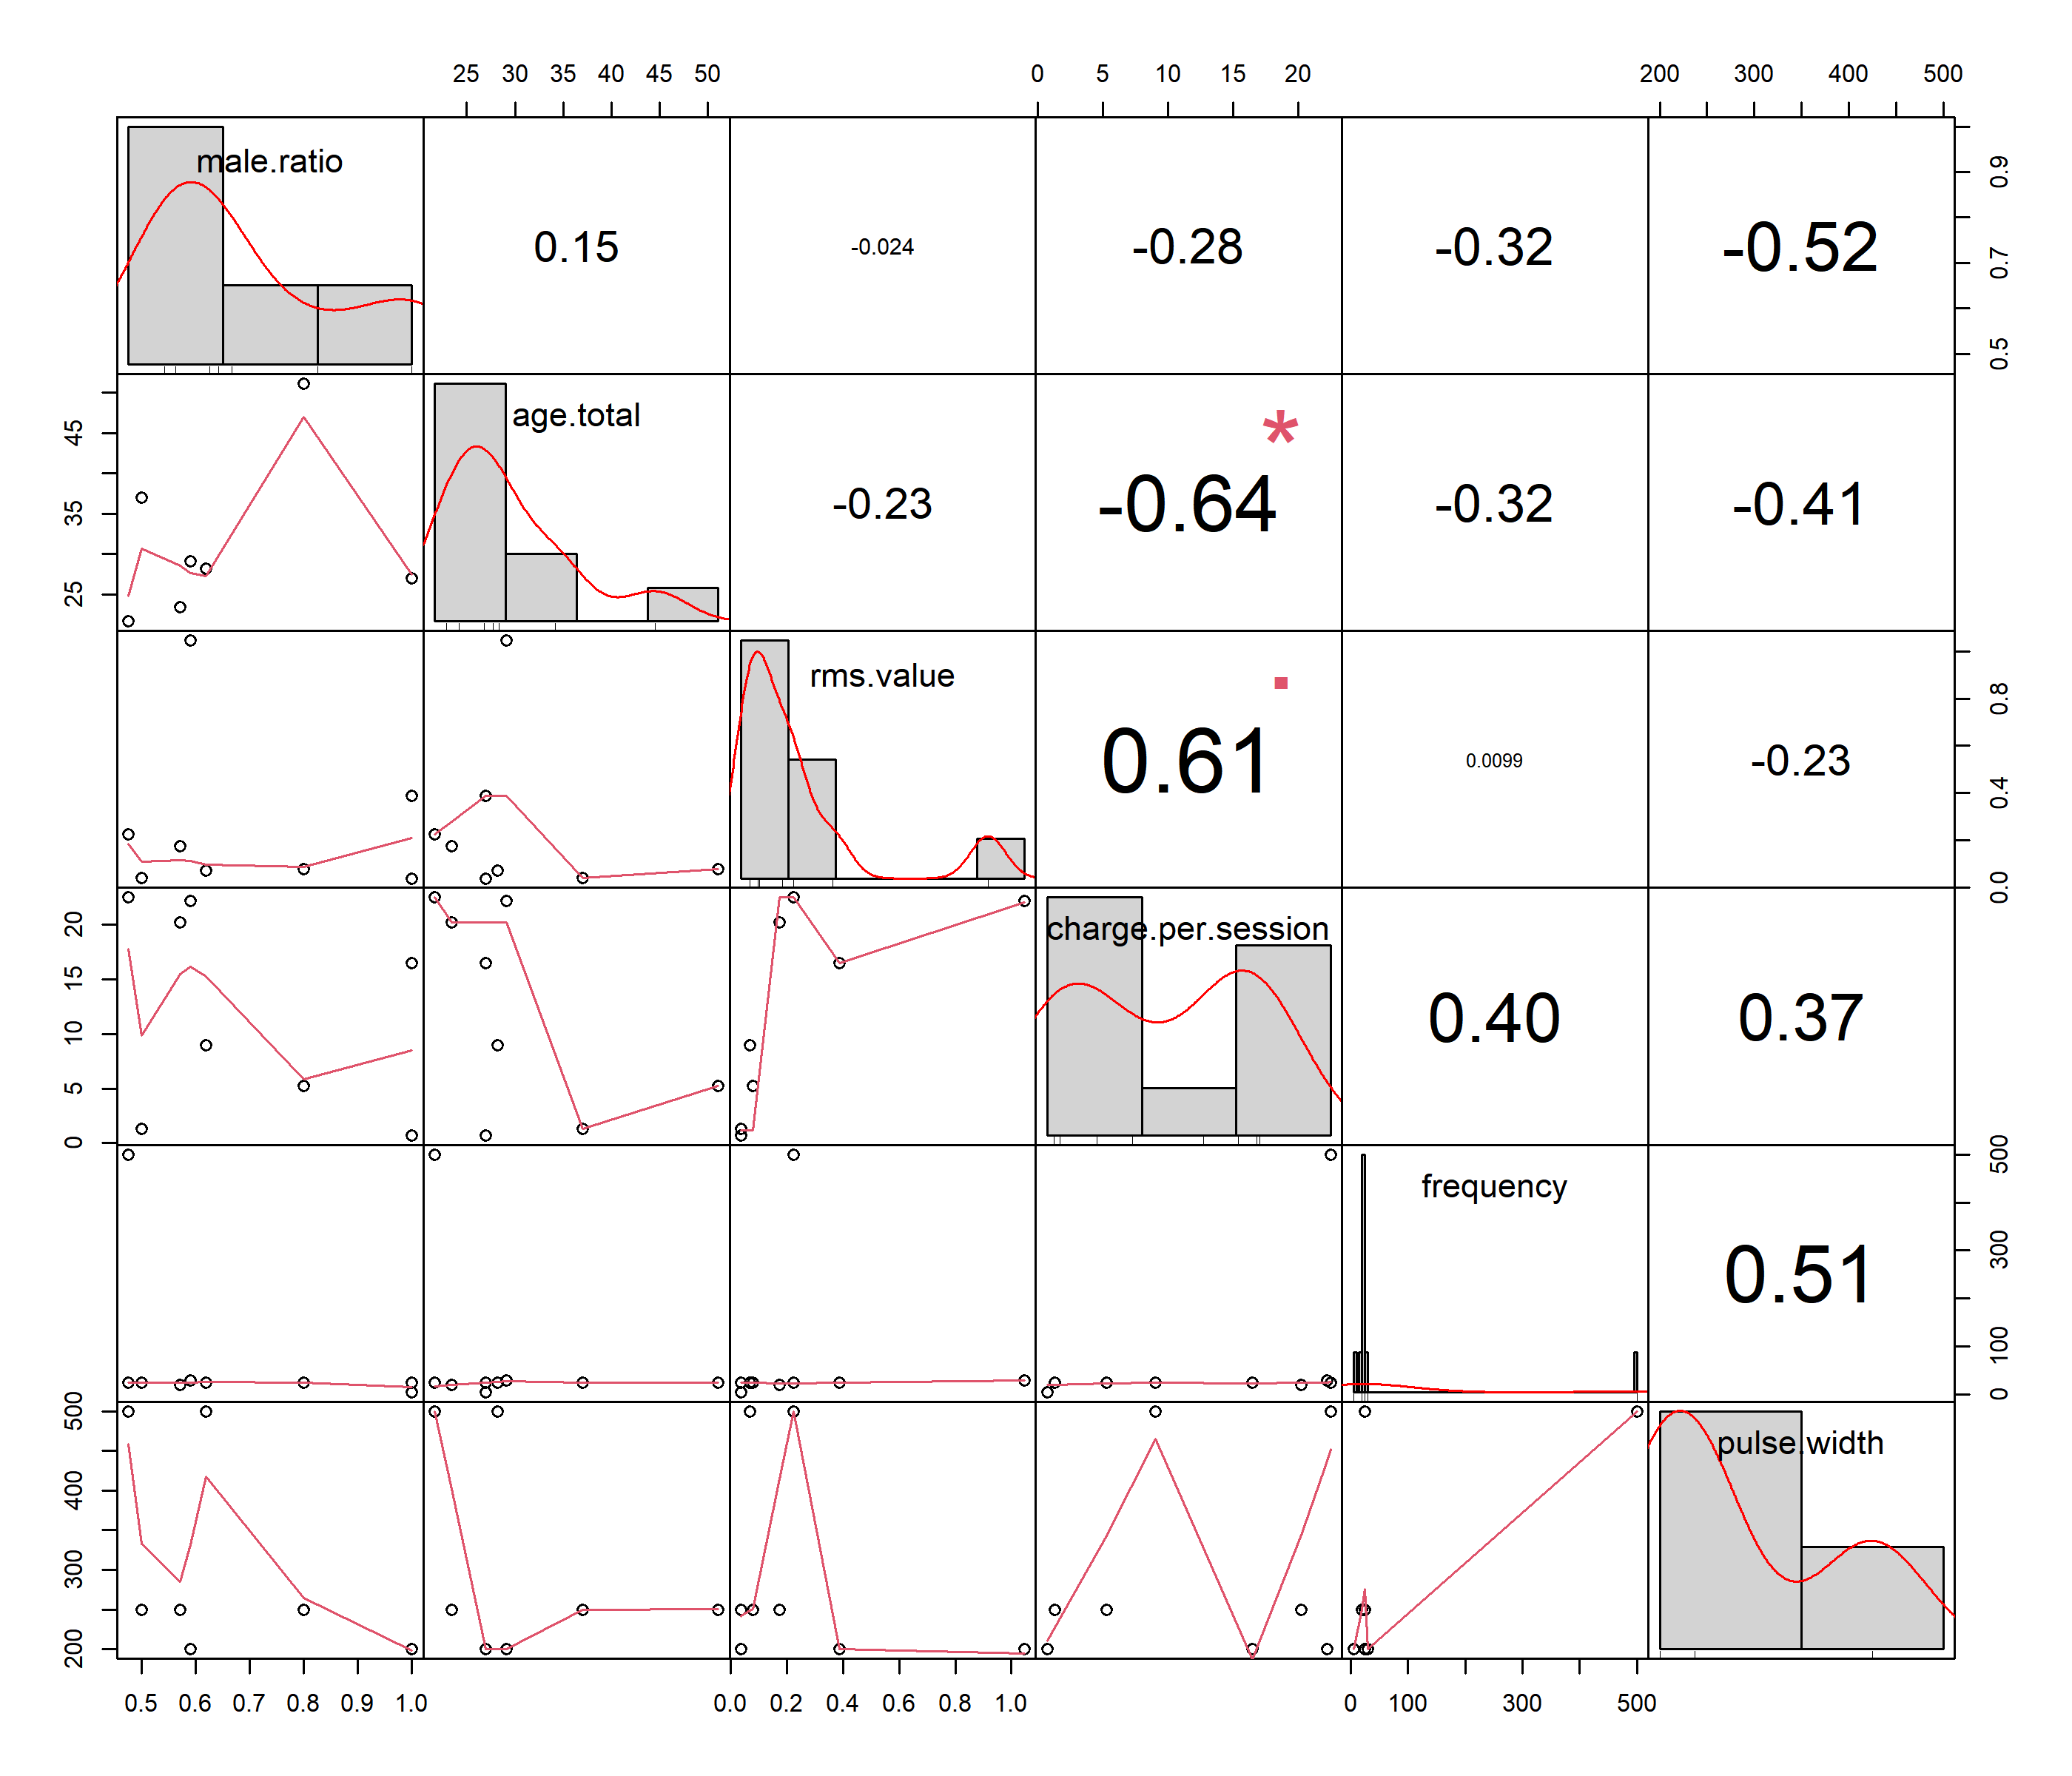 25 30 35 40 45 50
0 5 10 15 20
200 300 400 500
male.ratio
0.15
-0.024
-0.28
-0.32
-0.52
0.5 0.7 0.9
45
35
25
age.total
-0.23
-0.64
*
-0.32
-0.41
rms.value
0.61
.
0.0099
-0.23
0.0 0.4 0.8
20
15
10
5
0
charge.per.session
0.40
0.37
frequency
0.51
0 100 300 500
500
400
300
200
pulse.width
0.5 0.6 0.7 0.8 0.9 1.0
0.0 0.2 0.4 0.6 0.8 1.0
0 100 300 500